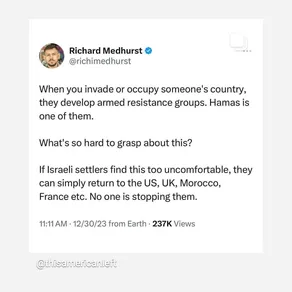 Richard Medhurst
@richimedhurst
When you invade or occupy someone's country,
they develop armed resistance groups. Hamas is
one of them.
What's so hard to grasp about this?
If Israeli settlers find this too uncomfortable, they
can simply return to the US, UK, Morocco,
France etc. No one is stopping them.
11:11 AM · 12/30/23 from Earth · 237K Views
@thisamericanleft